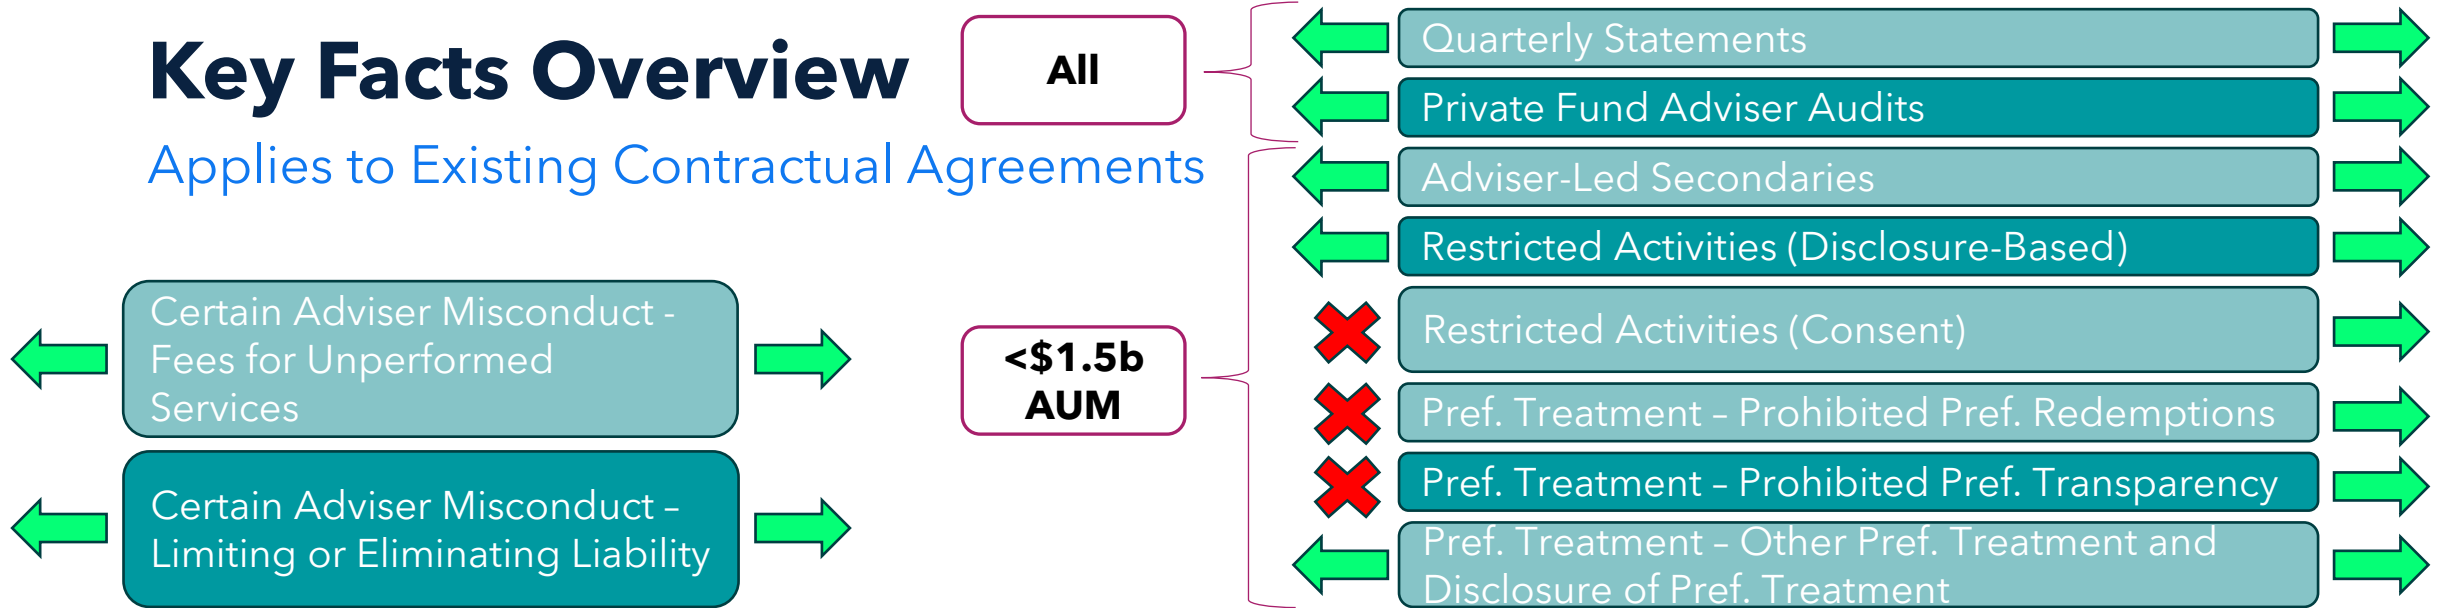 Key Facts Overview
Applies to Existing Contractual Agreements
Certain Adviser Misconduct -
Fees for Unperformed
Services
Certain Adviser Misconduct –
Limiting or Eliminating Liability
All
<$1.5b
AUM
Quarterly Statements
Private Fund Adviser Audits
Adviser-Led Secondaries
Restricted Activities (Disclosure-Based)
Restricted Activities (Consent)
Pref. Treatment – Prohibited Pref. Redemptions
Pref. Treatment – Prohibited Pref. Transparency
Pref. Treatment – Other Pref. Treatment and
Disclosure of Pref. Treatment